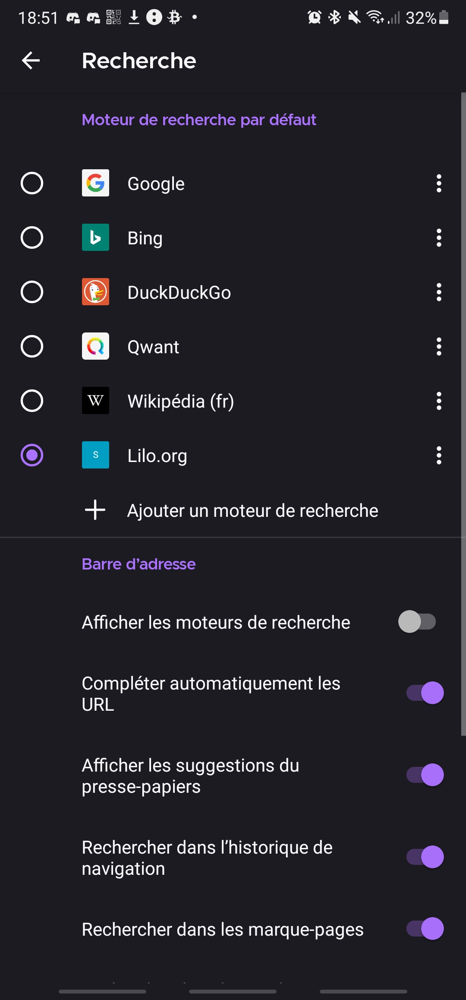 18:51 32%
Recherche
Moteur de recherche par défaut
Google
Bing
DuckDuckGo
Qwant
W Wikipédia (fr)
S Lilo.org
Ajouter un moteur de recherche
Barre d’adresse
Afficher les moteurs de recherche
Compléter automatiquement les
URL
Afficher les suggestions du
presse-papiers
Rechercher dans l’historique de
navigation
Rechercher dans les marque-pages